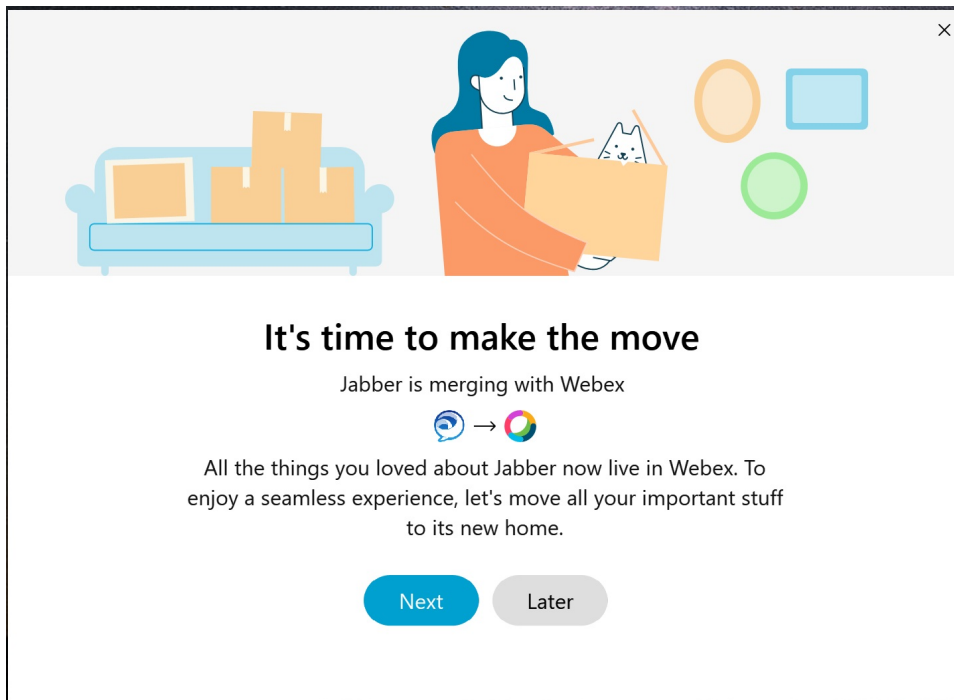 It's time to make the move
Jabber is merging with Webex
All the things you loved about Jabber now live in Webex. To
enjoy a seamless experience, let's move all your important stuff
to its new home.
Next Later